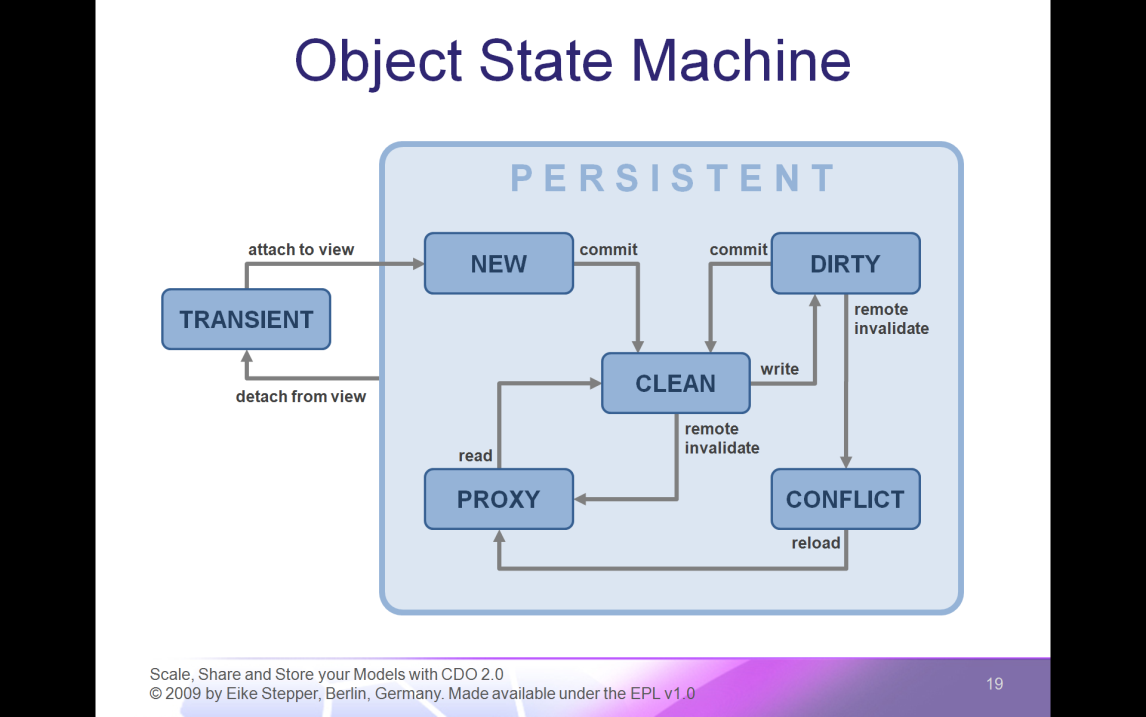 Object State Machine
P E R S I S T E N T
attach to view
NEW
commit
commit
DIRTY
TRANSIENT
remote
invalidate
detach from view
CLEAN
write
remote
invalidate
read
PROXY
CONFLICT
reload
Scale, Share and Store your Models with CDO 2.0
© 2009 by Eike Stepper, Berlin, Germany. Made available under the EPL v1.0
19